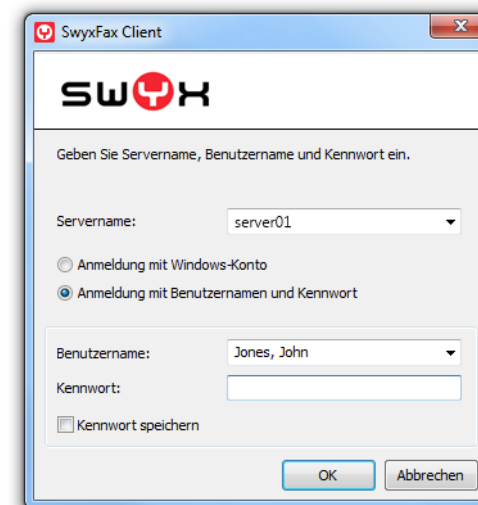 SwyxFax Client
swyx
Geben Sie Servername, Benutzername und Kennwort ein.
Servername: server01
Anmeldung mit Windows-Konto
Anmeldung mit Benutzernamen und Kennwort
Benutzername: Jones, John
Kennwort:
Kennwort speichern
OK Abbrechen